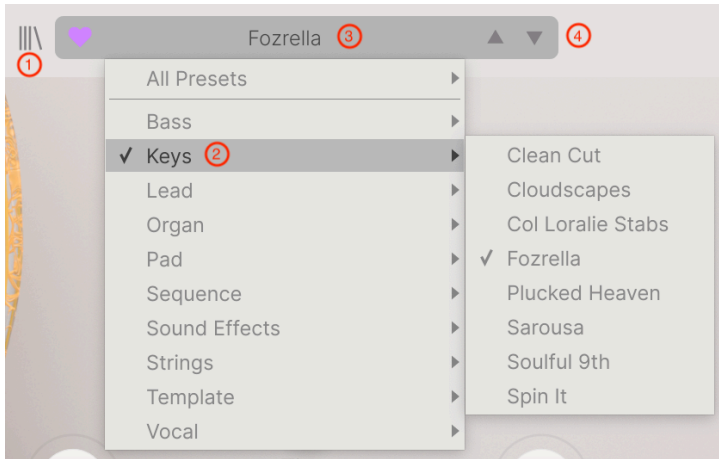 Fozrella 3
4
1
All Presets
Bass
✓ Keys 2
Lead
Organ
Pad
Sequence
Sound Effects
Strings
Template
Vocal
Clean Cut
Cloudscapes
Col Loralie Stabs
✓ Fozrella
Plucked Heaven
Sarousa
Soulful 9th
Spin It